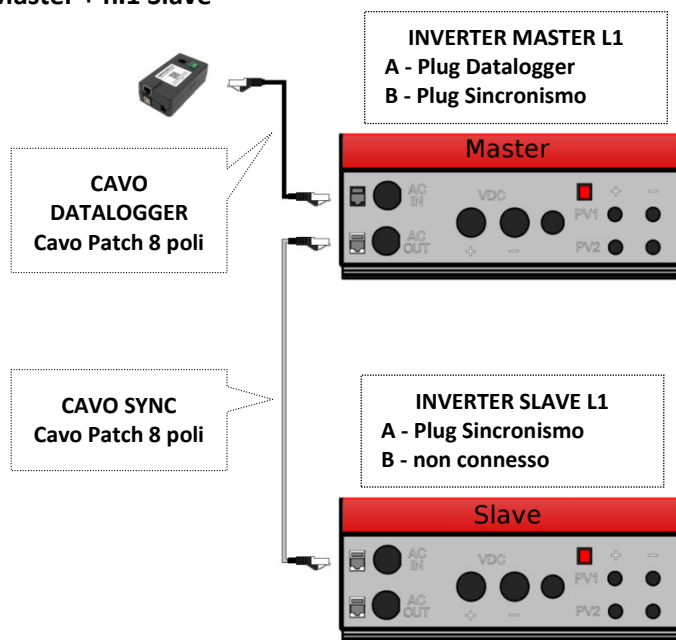 Master + n.1 Slave
INVERTER MASTER L1
A - Plug Datalogger
B - Plug Sincronismo
CAVO
DATALOGGER
Cavo Patch 8 poli
Master
AC
IN
VDC
+
-
PV1
AC
OUT
+
-
PV2
CAVO SYNC
Cavo Patch 8 poli
INVERTER SLAVE L1
A - Plug Sincronismo
B - non connesso
Slave
AC
IN
VDC
+
-
PV1
AC
OUT
+
-
PV2